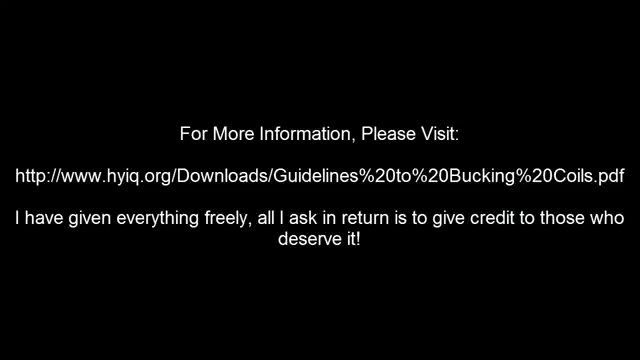 For More Information, Please Visit:
http://www.hyiq.org/Downloads/Guidelines%20to%20Bucking%20Coils.pdf
I have given everything freely, all I ask in return is to give credit to those who
deserve it!